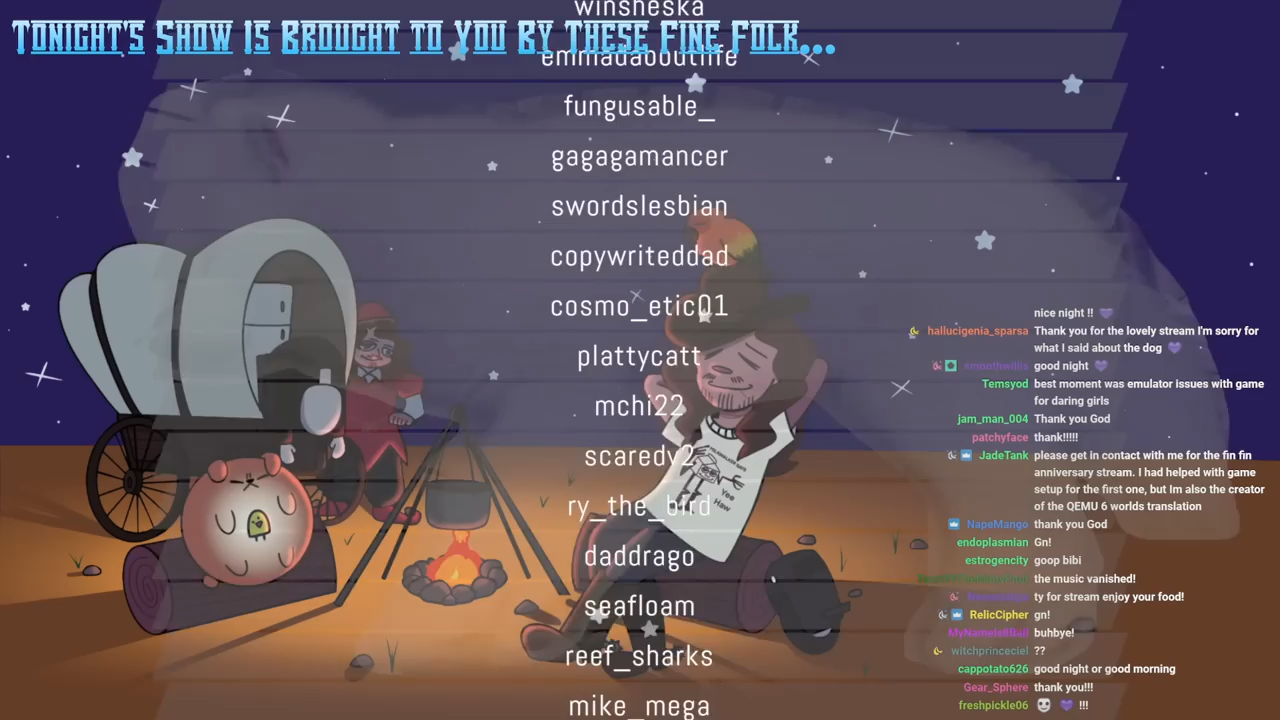 winsheska
TONIGHT'S SHOW IS BROUGHT TO YOU BY THESE FINE FOLK...
emmadaboutlife
fungusable_
gagagamancer
swordslesbian
copywriteddad
cosmo_etic01
plattycatt
mchi22
scaredy2
ry_the_bird
daddrago
seafloam
reef_sharks
mike_mega
Yee
Haw
nice night !!
hallucigenia_sparsa Thank you for the lovely stream I'm sorry for
what I said about the dog
smoothwillis good night
Temsyod best moment was emulator issues with game
for daring girls
jam_man_004 Thank you God
patchyface thank!!!!!
JadeTank please get in contact with me for the fin fin
anniversary stream. I had helped with game
setup for the first one, but Im also the creator
of the QEMU 6 worlds translation
NapeMango thank you God
endoplasmian Gn!
estrogencity goop bibi
the music vanished!
ty for stream enjoy your food!
RelicCipher gn!
buhbye!
witchprinceciel ??
cappotato626 good night or good morning
Gear_Sphere thank you!!!
freshpickle06 !!!